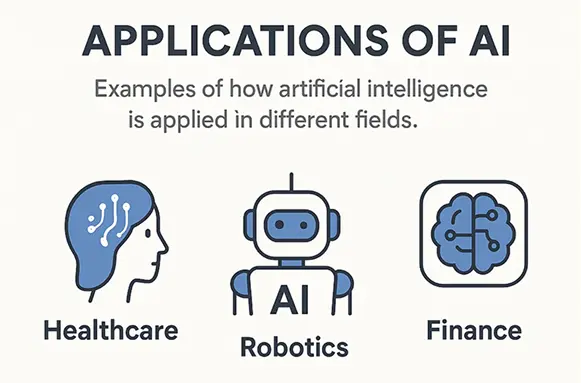 APPLICATIONS OF AI
Examples of how artificial intelligence
is applied in different fields.
AI
Healthcare
Robotics
Finance